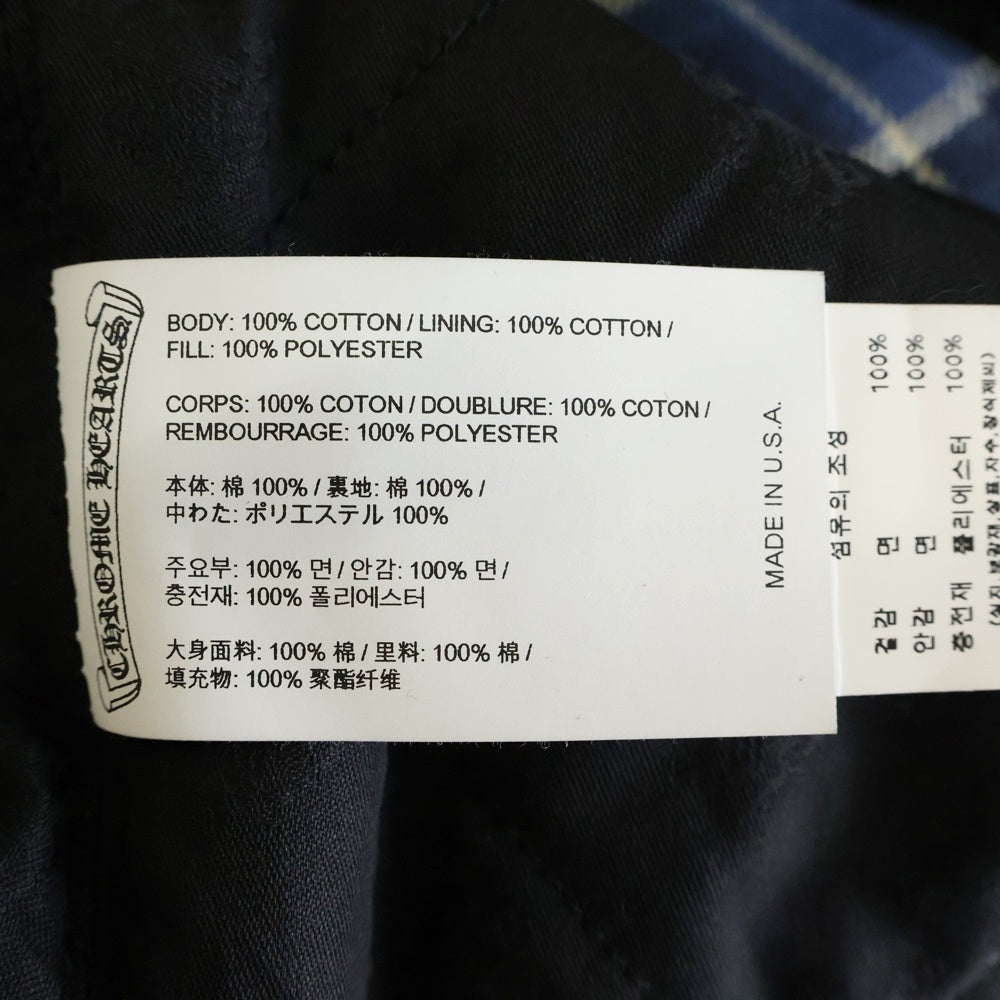 CHROME HEARTS
BODY: 100% COTTON / LINING: 100% COTTON /
FILL: 100% POLYESTER
CORPS: 100% COTON / DOUBLURE: 100% COTON /
REMBOURRAGE: 100% POLYESTER
本体: 棉 100% / 裏地: 棉 100% /
中わた: ポリエステル 100%
주요부: 100% 면 / 안감: 100% 면 /
충전재: 100% 폴리에스터
大身面料: 100% 棉 / 里料: 100% 棉 /
填充物: 100% 聚酯纤维
MADE IN U.S.A.
섬유의 조성
겉감 면 100%
안감 면 100%
충전재 폴리에스터 100%